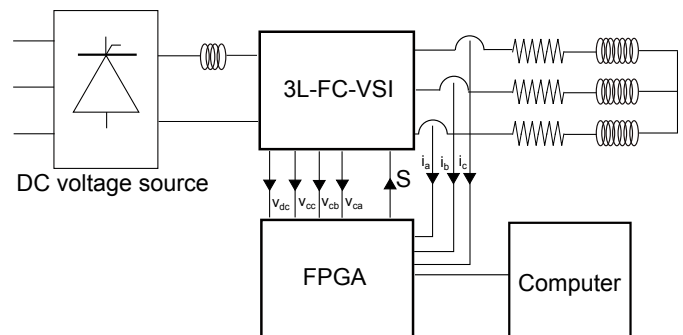 3L-FC-VSI
DC voltage source
i_a
i_b
i_c
S
v_dc
v_cc
v_cb
v_ca
FPGA
Computer